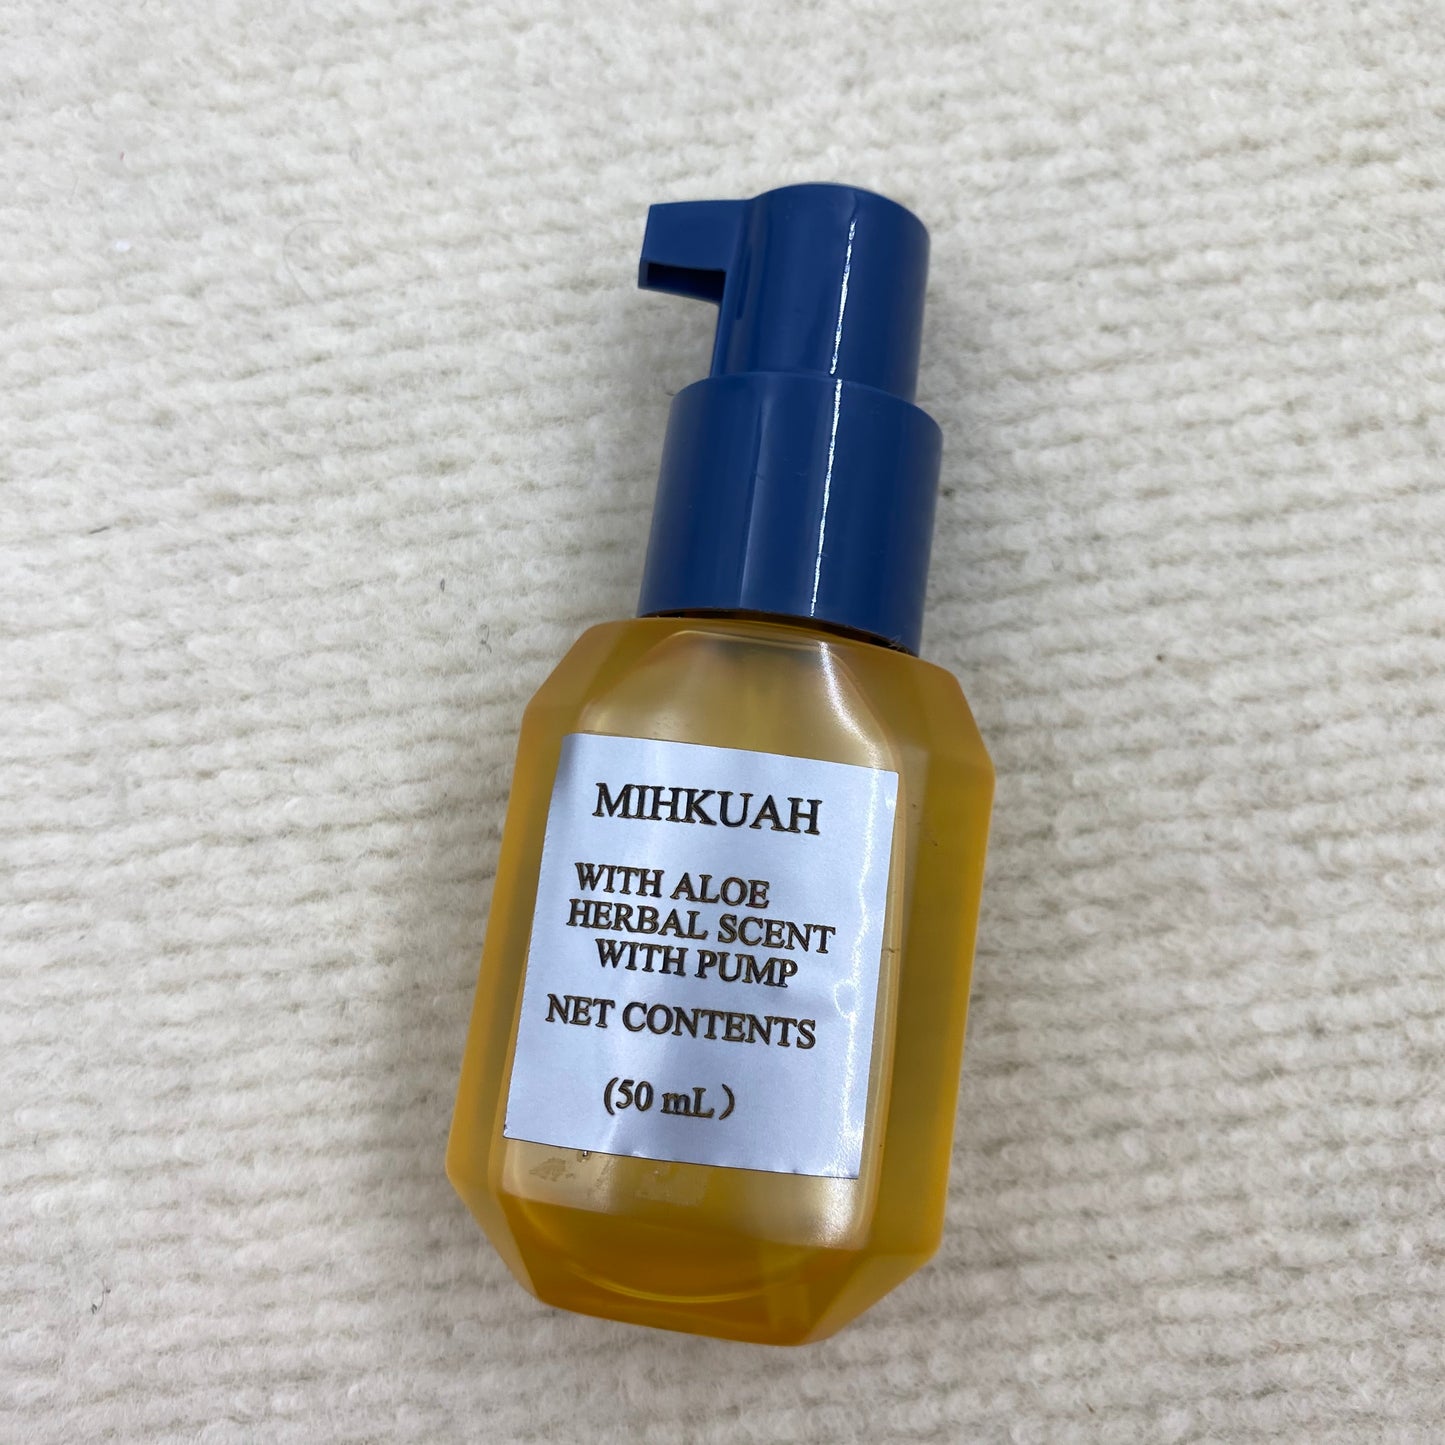 MIHKUAH
WITH ALOE
HERBAL SCENT
WITH PUMP
NET CONTENTS
(50 mL）